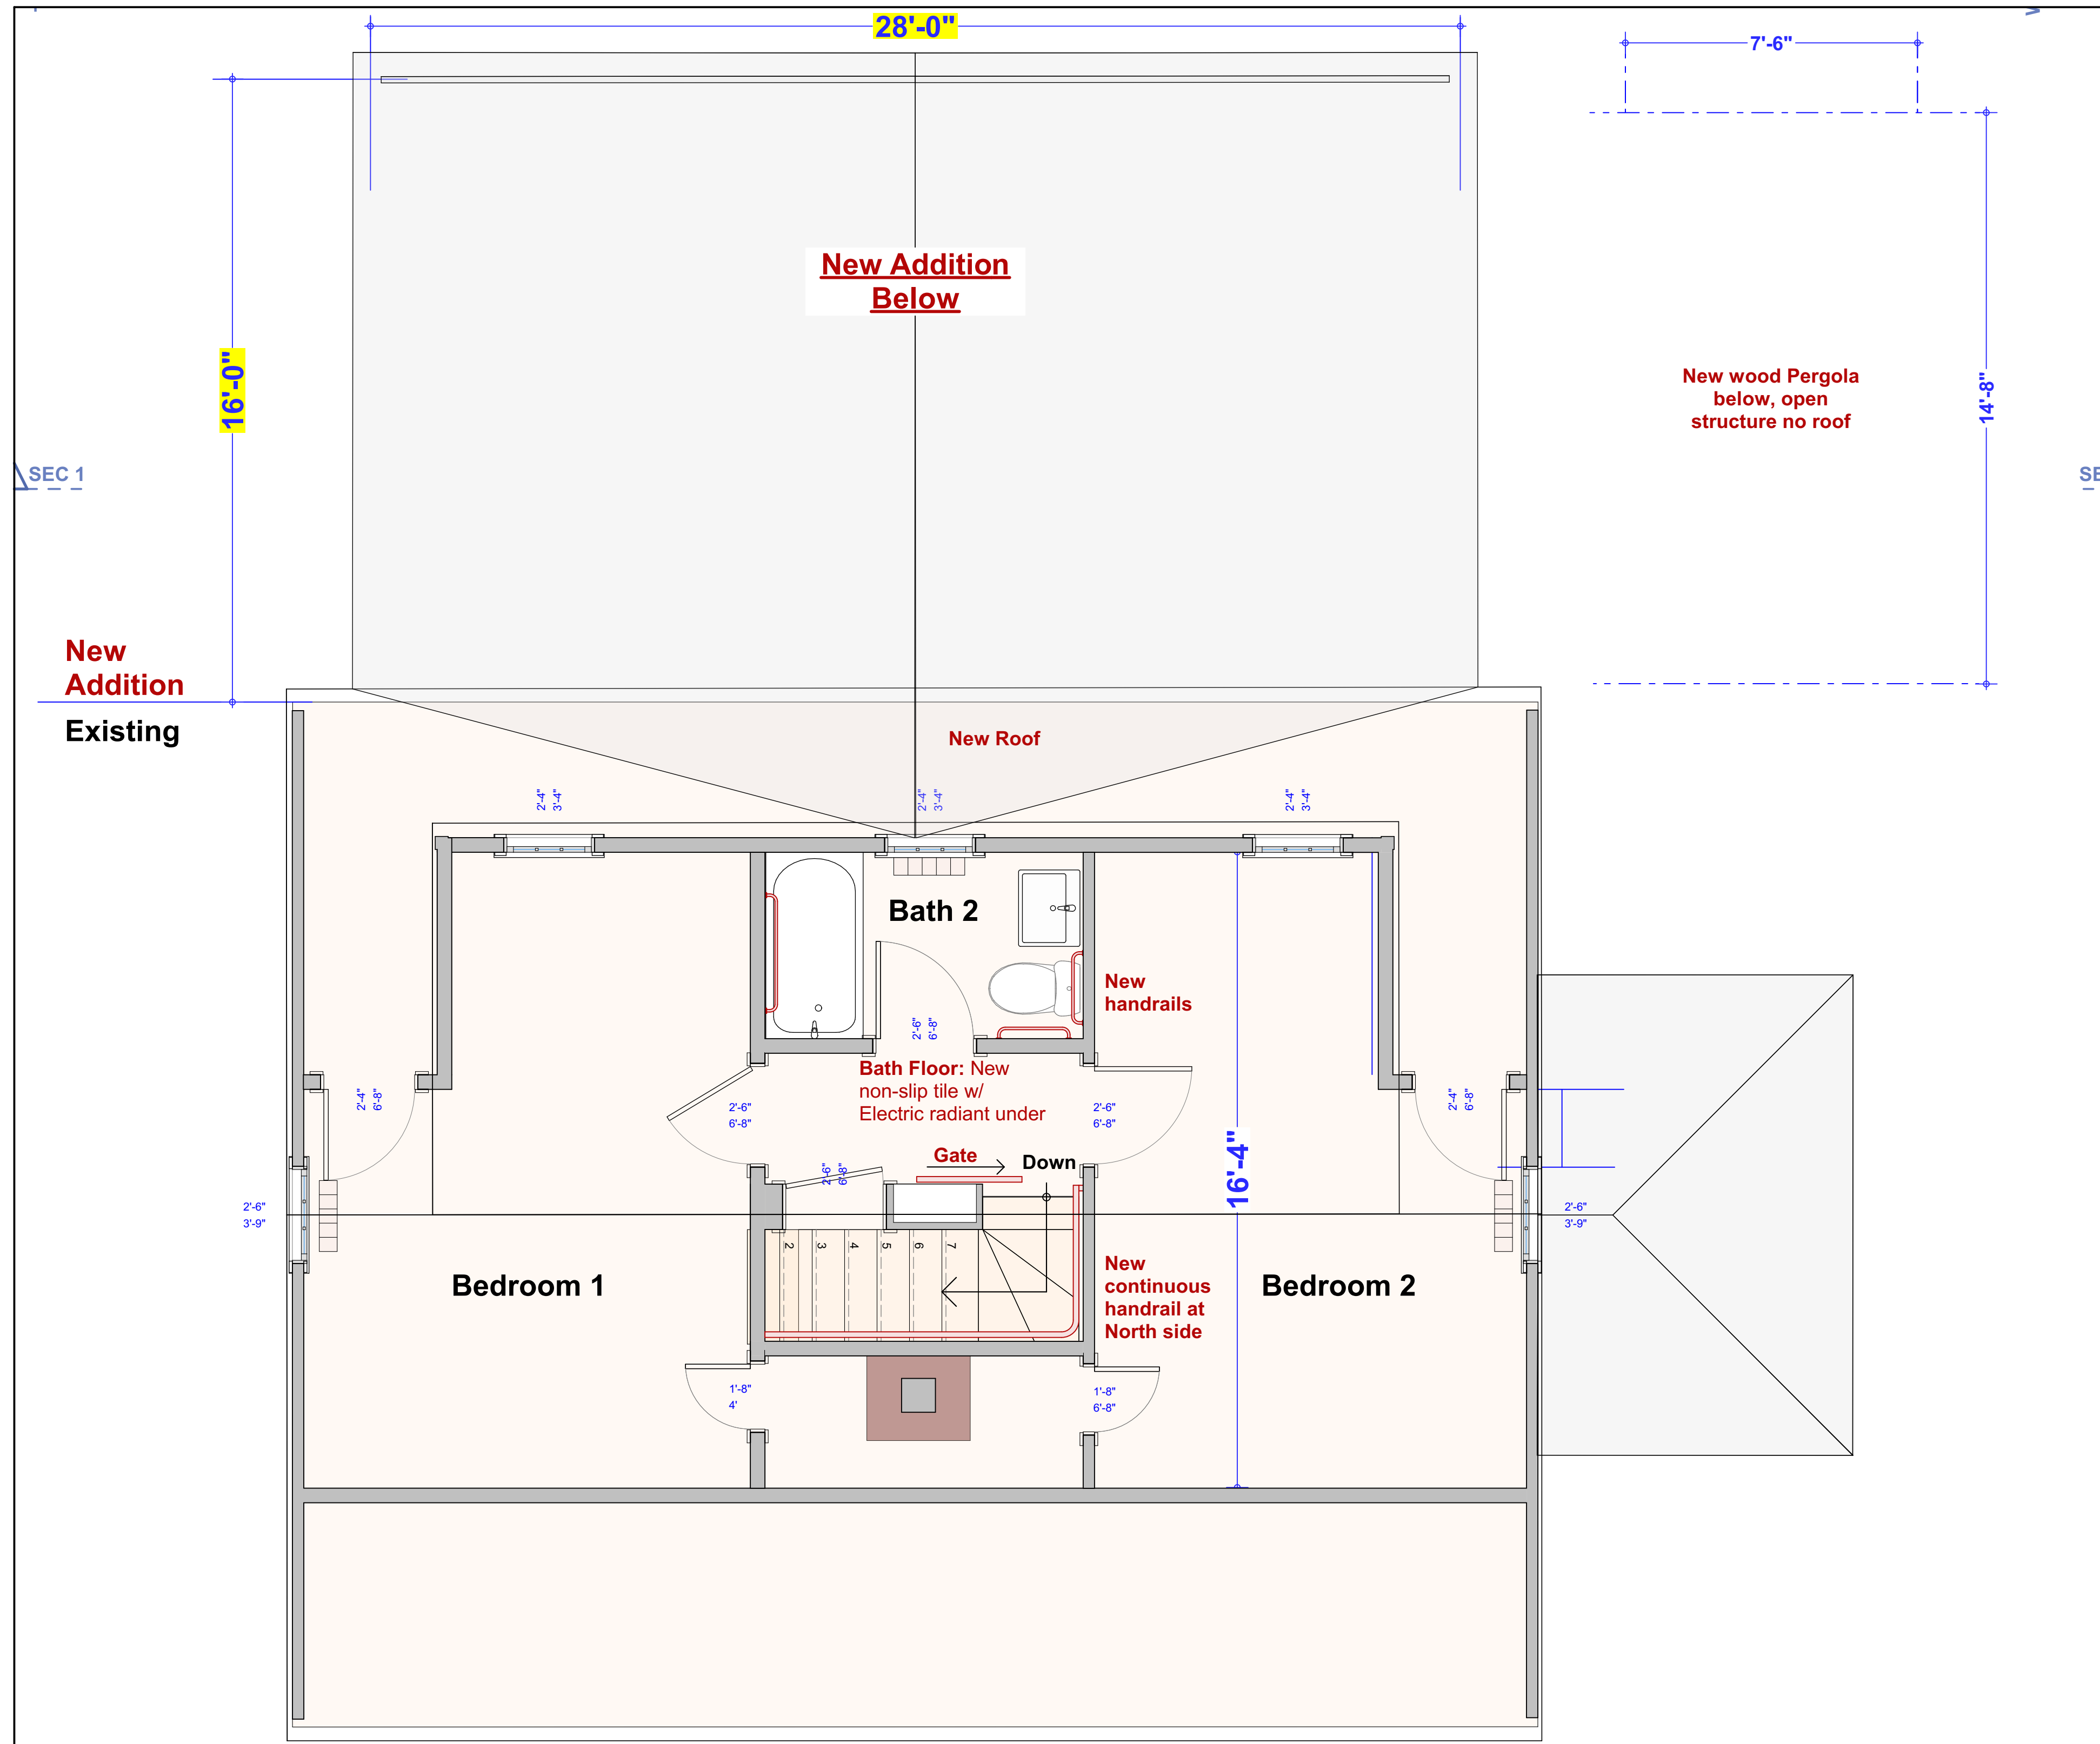 28'-0"
7'-6"
New Addition
Below
16'-0"
New wood Pergola
below, open
structure no roof
14'-8"
SEC 1
New
Addition
Existing
New Roof
2'-4"
3'-4"
2'-4"
3'-4"
2'-4"
3'-4"
Bath 2
New
handrails
2'-6"
6'-8"
Bath Floor: New
non-slip tile w/
Electric radiant under
2'-4"
6'-8"
2'-6"
6'-8"
2'-6"
6'-8"
2'-4"
6'-8"
Gate
Down
2'-6"
6'-8"
16'-4"
2'-6"
3'-9"
2'-6"
3'-9"
2 3 4 5 6 7
Bedroom 1
New
continuous
handrail at
North side
Bedroom 2
1'-8"
4'
1'-8"
6'-8"